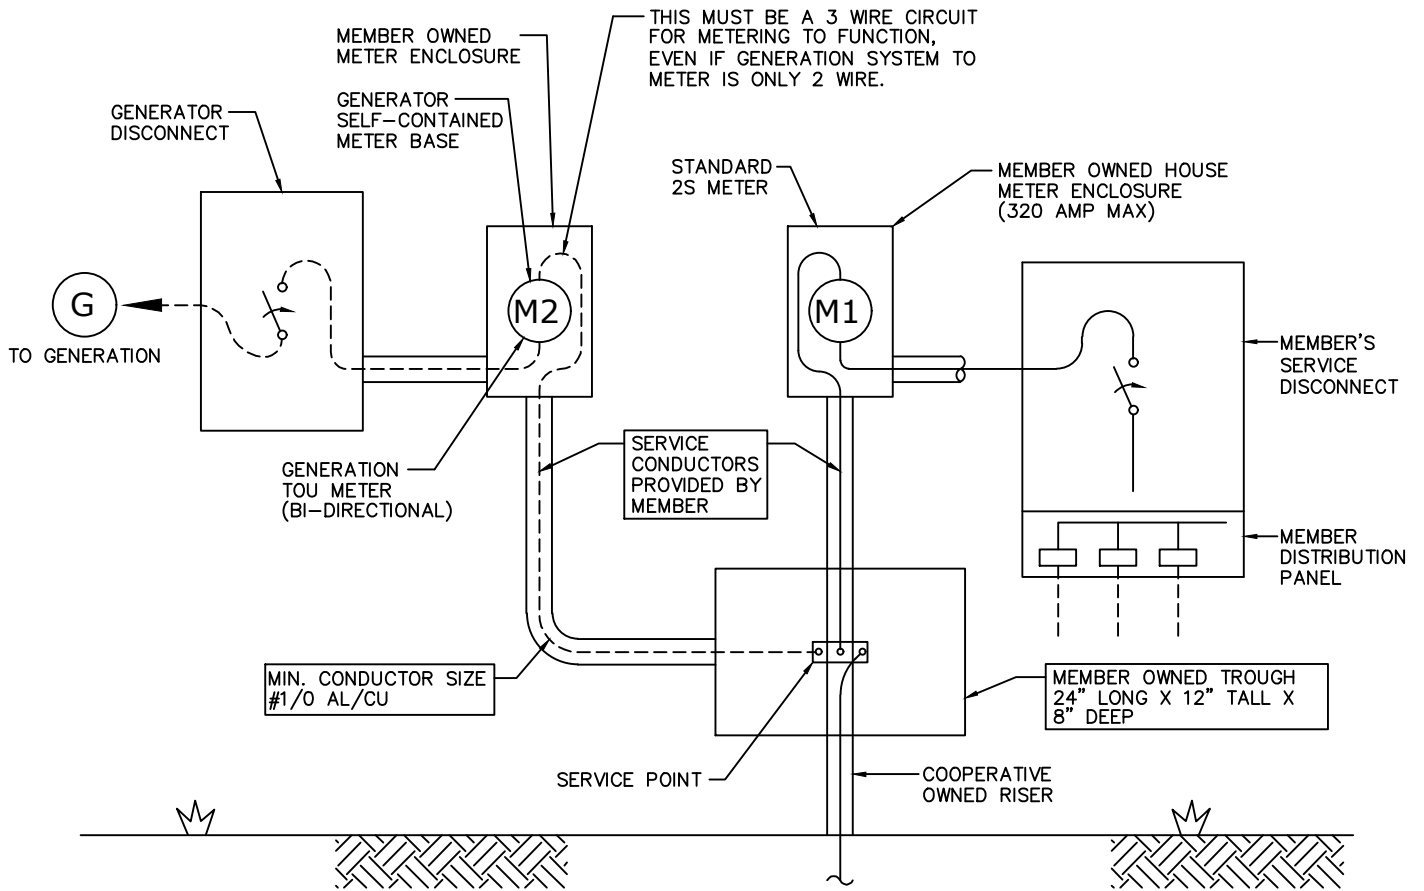 THIS MUST BE A 3 WIRE CIRCUIT
FOR METERING TO FUNCTION,
EVEN IF GENERATION SYSTEM TO
METER IS ONLY 2 WIRE.
MEMBER OWNED
METER ENCLOSURE
GENERATOR
SELF-CONTAINED
METER BASE
GENERATOR
DISCONNECT
STANDARD
2S METER
MEMBER OWNED HOUSE
METER ENCLOSURE
(320 AMP MAX)
G
M2
M1
TO GENERATION
MEMBER'S
SERVICE
DISCONNECT
GENERATION
TOU METER
(BI-DIRECTIONAL)
SERVICE
CONDUCTORS
PROVIDED BY
MEMBER
MEMBER
DISTRIBUTION
PANEL
MIN. CONDUCTOR SIZE
#1/0 AL/CU
MEMBER OWNED TROUGH
24" LONG X 12" TALL X
8" DEEP
SERVICE POINT
COOPERATIVE
OWNED RISER